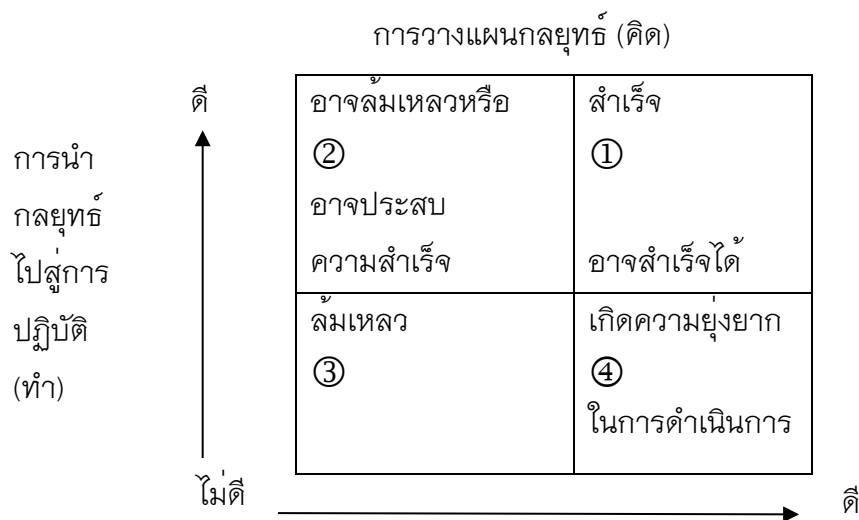 การวางแผนกลยุทธ์ (คิด)
ดี
การนำ
กลยุทธ์
ไปสู่การ
ปฏิบัติ
(ทำ)
อาจล้มเหลวหรือ
②
อาจประสบ
ความสำเร็จ
สำเร็จ
①
อาจสำเร็จได้
ล้มเหลว
③
เกิดความยุ่งยาก
④
ในการดำเนินการ
ไม่ดี
ดี